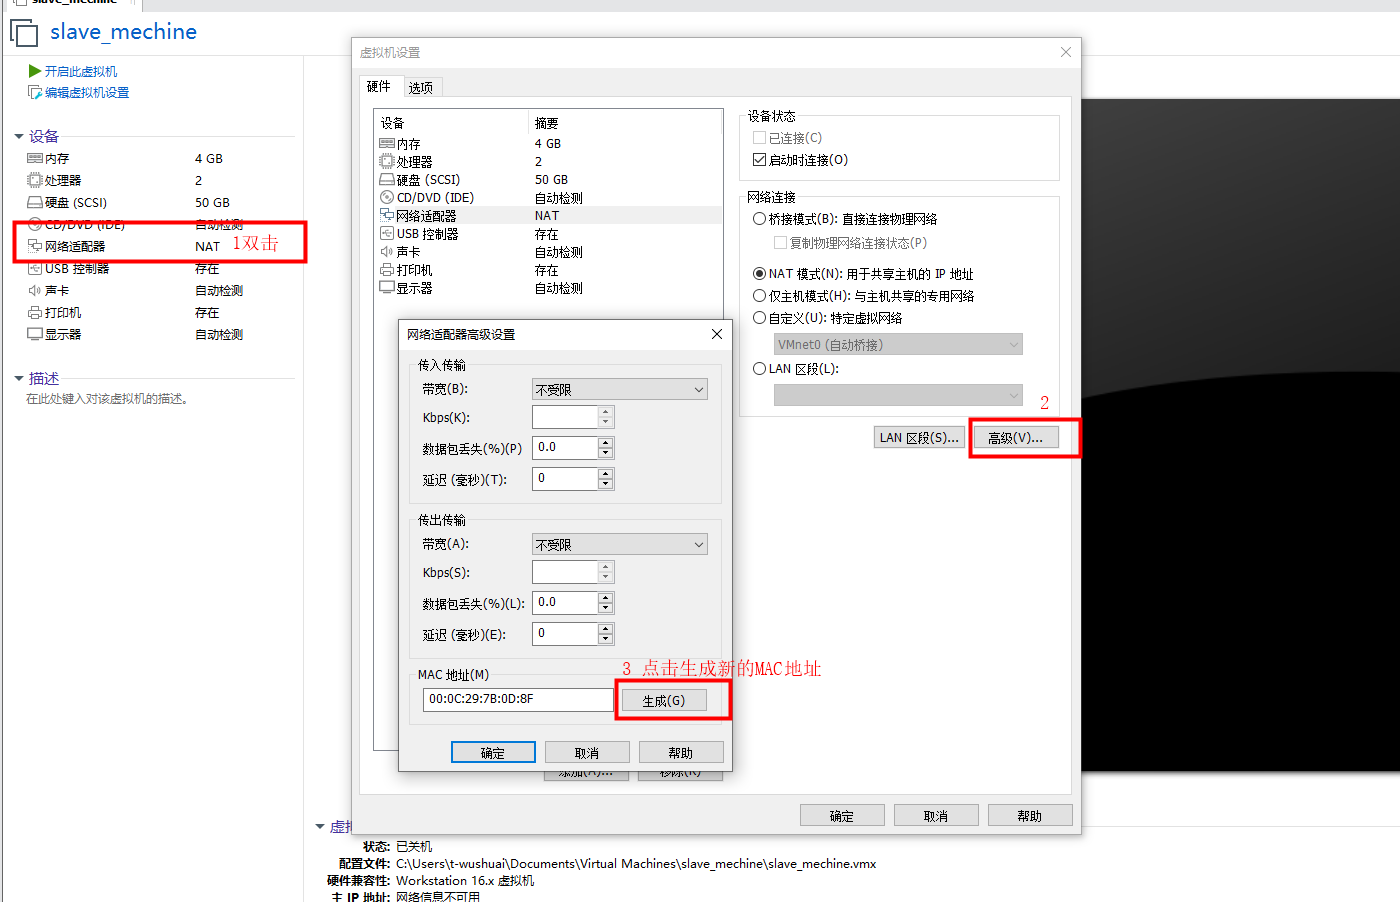 slave_mechine
slave_mechine
开启此虚拟机
编辑虚拟机设置
设备
内存 4 GB
处理器 2
硬盘 (SCSI) 50 GB
CD/DVD (IDE) 自动检测
网络适配器 NAT 1双击
USB 控制器 存在
声卡 自动检测
打印机 存在
显示器 自动检测
描述
在此处键入对该虚拟机的描述。
虚拟机设置
硬件 选项
设备 摘要
内存 4 GB
处理器 2
硬盘 (SCSI) 50 GB
CD/DVD (IDE) 自动检测
网络适配器 NAT
USB 控制器 存在
声卡 自动检测
打印机 存在
显示器 自动检测
设备状态
已连接(C)
启动时连接(O)
网络连接
桥接模式(B): 直接连接物理网络
复制物理网络连接状态(P)
NAT 模式(N): 用于共享主机的 IP 地址
仅主机模式(H): 与主机共享的专用网络
自定义(U): 特定虚拟网络
VMnet0 (自动桥接)
LAN 区段(L):
2
LAN 区段(S)... 高级(V)...
网络适配器高级设置
传入传输
带宽(B): 不受限
Kbps(K):
数据包丢失(%)(P) 0.0
延迟 (毫秒)(T): 0
传出传输
带宽(A): 不受限
Kbps(S):
数据包丢失(%)(L): 0.0
延迟 (毫秒)(E): 0
3 点击生成新的MAC地址
MAC 地址(M)
00:0C:29:7B:0D:8F 生成(G)
确定 取消 帮助
添加(A)... 移除(R)
确定 取消 帮助
虚拟
状态: 已关机
配置文件: C:\Users\t-wushuai\Documents\Virtual Machines\slave_mechine\slave_mechine.vmx
硬件兼容性: Workstation 16.x 虚拟机
主 IP 地址: 网络信息不可用